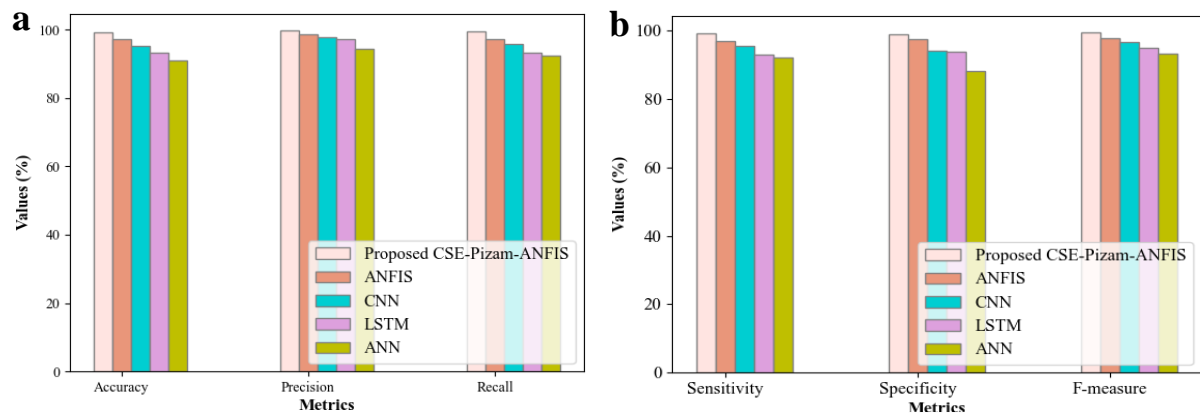 a
100
80
60
40
20
0
Values (%)
Proposed CSE-Pizam-ANFIS
ANFIS
CNN
LSTM
ANN
Accuracy
Precision
Recall
Metrics
b
100
80
60
40
20
0
Values (%)
Proposed CSE-Pizam-ANFIS
ANFIS
CNN
LSTM
ANN
Sensitivity
Specificity
F-measure
Metrics